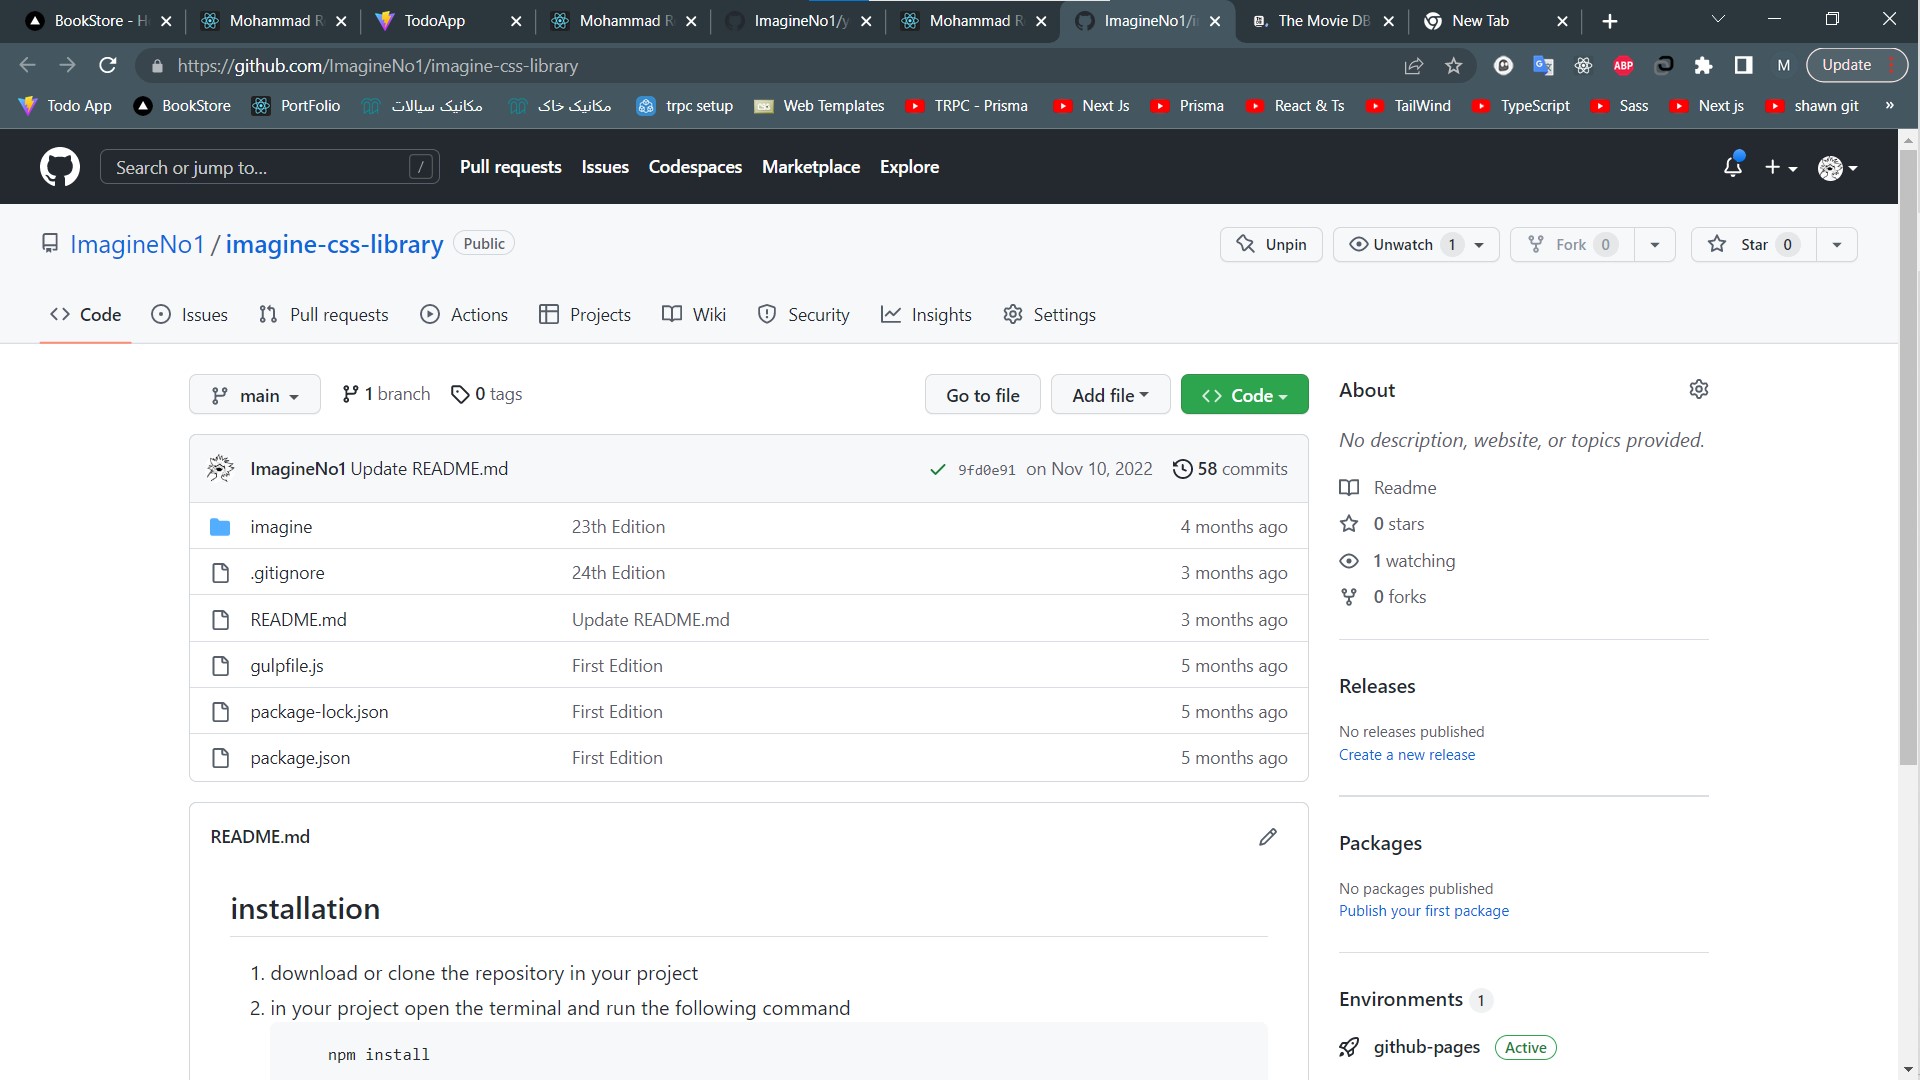 BookStore - H
Mohammad R
TodoApp
Mohammad R
ImagineNo1/y
Mohammad R
ImagineNo1/i
The Movie DB
New Tab
https://github.com/ImagineNo1/imagine-css-library
ABP
M
Update
Todo App
BookStore
PortFolio
مکانیک سیالات
مکانیک خاک
trpc setup
Web Templates
TRPC - Prisma
Next Js
Prisma
React & Ts
TailWind
TypeScript
Sass
Next js
shawn git
»
Search or jump to...
/
Pull requests
Issues
Codespaces
Marketplace
Explore
ImagineNo1 / imagine-css-library
Public
Unpin
Unwatch 1
Fork 0
Star 0
Code
Issues
Pull requests
Actions
Projects
Wiki
Security
Insights
Settings
main
1 branch
0 tags
Go to file
Add file
Code
ImagineNo1 Update README.md
9fd0e91 on Nov 10, 2022
58 commits
imagine 23th Edition 4 months ago
.gitignore 24th Edition 3 months ago
README.md Update README.md 3 months ago
gulpfile.js First Edition 5 months ago
package-lock.json First Edition 5 months ago
package.json First Edition 5 months ago
README.md
installation
1. download or clone the repository in your project
2. in your project open the terminal and run the following command
npm install
About
No description, website, or topics provided.
Readme
0 stars
1 watching
0 forks
Releases
No releases published
Create a new release
Packages
No packages published
Publish your first package
Environments 1
github-pages Active